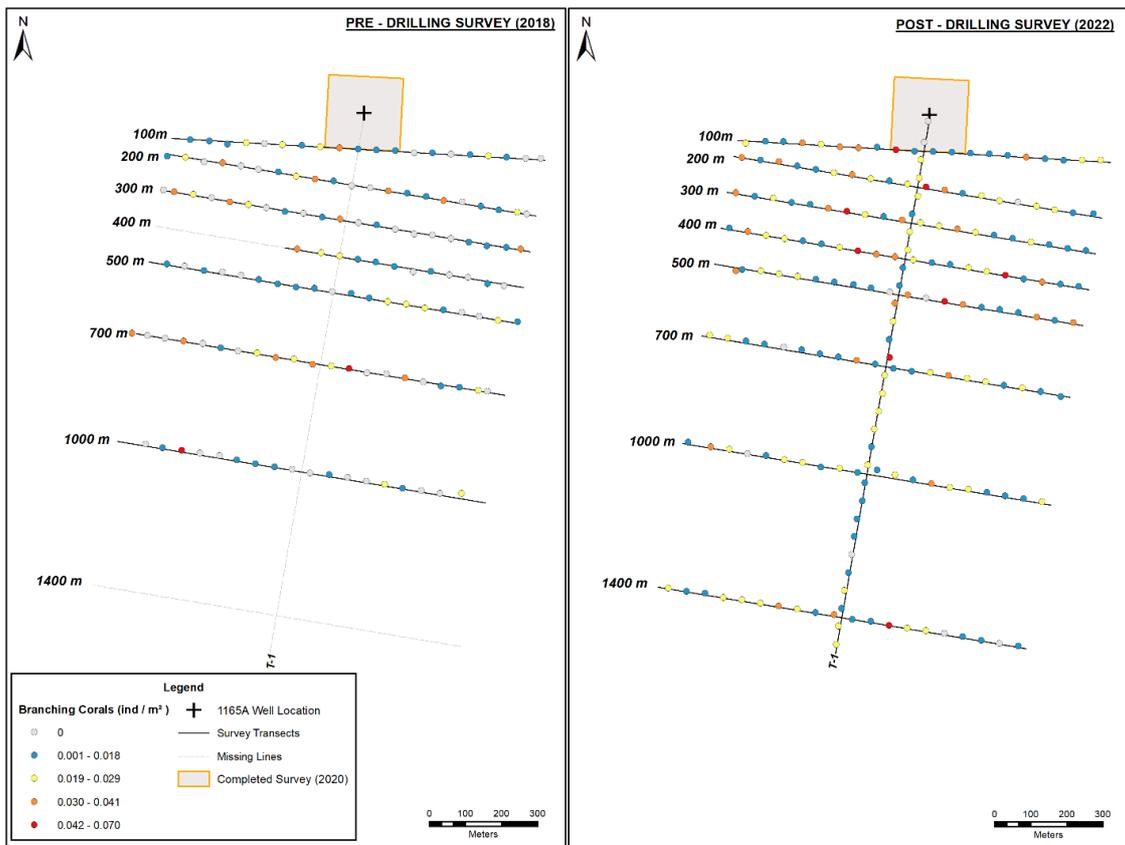 N
PRE - DRILLING SURVEY (2018)
100m
200 m
300 m
400 m
500 m
700 m
1000 m
1400 m
T-1
Legend
Branching Corals (ind / m² )
0
0.001 - 0.018
0.019 - 0.029
0.030 - 0.041
0.042 - 0.070
1165A Well Location
Survey Transects
Missing Lines
Completed Survey (2020)
0 100 200 300
Meters
N
POST - DRILLING SURVEY (2022)
100m
200 m
300 m
400 m
500 m
700 m
1000 m
1400 m
T-1
0 100 200 300
Meters